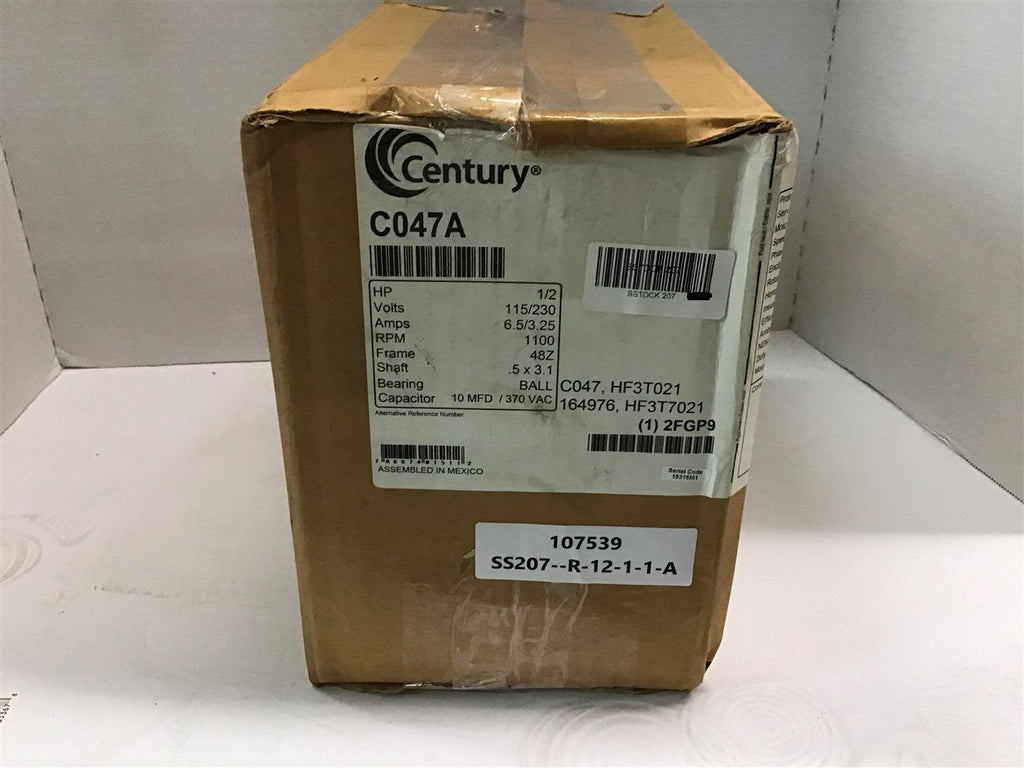 Century®
C047A
SSTOCK 207
HP 1/2
Volts 115/230
Amps 6.5/3.25
RPM 1100
Frame 48Z
Shaft .5 x 3.1
Bearing BALL
Capacitor 10 MFD / 370 VAC
C047, HF3T021
164976, HF3T7021
(1) 2FGP9
Alternative Reference Number
ASSEMBLED IN MEXICO
Serial Code
18316M1
107539
SS207--R-12-1-1-A